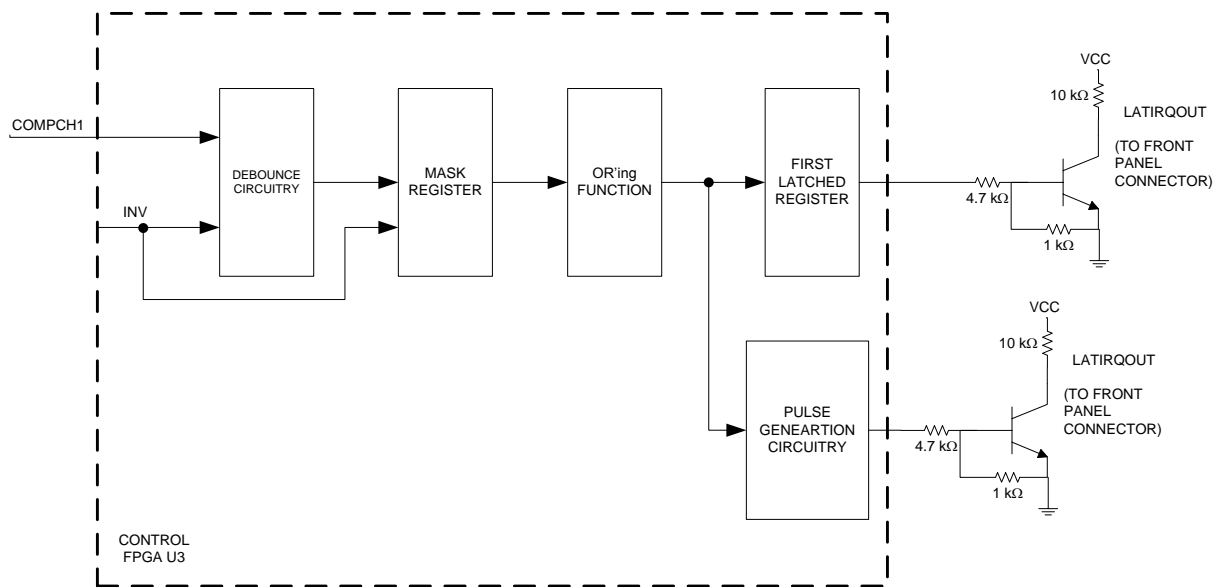 VCC
10 kΩ
LATIRQOUT
COMPCH1
(TO FRONT
PANEL
CONNECTOR)
DEBOUNCE
CIRCUITRY
MASK
REGISTER
OR'ing
FUNCTION
FIRST
LATCHED
REGISTER
4.7 kΩ
INV
1 kΩ
VCC
10 kΩ
LATIRQOUT
(TO FRONT
PANEL
CONNECTOR)
PULSE
GENEARTION
CIRCUITRY
4.7 kΩ
1 kΩ
CONTROL
FPGA U3